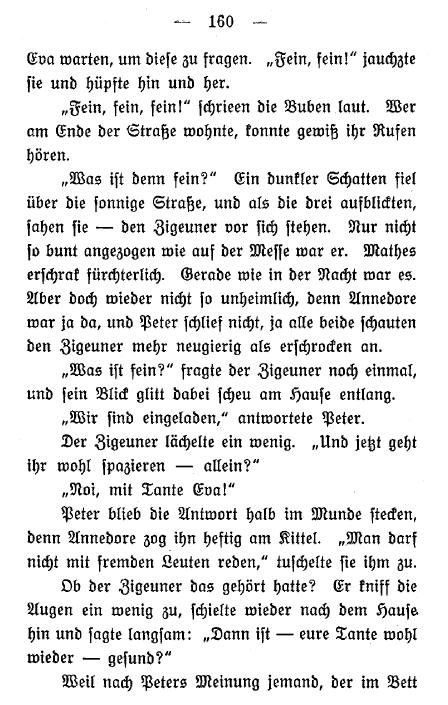 — 160 —
Eva warten, um diese zu fragen. „Fein, fein!“ jauchzte
sie und hüpfte hin und her.
„Fein, fein, fein!“ schrieen die Buben laut. Wer
am Ende der Straße wohnte, konnte gewiß ihr Rufen
hören.
„Was ist denn fein?“ Ein dunkler Schatten fiel
über die sonnige Straße, und als die drei aufblickten,
sahen sie — den Zigeuner vor sich stehen. Nur nicht
so bunt angezogen wie auf der Messe war er. Mathes
erschrak fürchterlich. Gerade wie in der Nacht war es.
Aber doch wieder nicht so unheimlich, denn Annedore
war ja da, und Peter schlief nicht, ja alle beide schauten
den Zigeuner mehr neugierig als erschrocken an.
„Was ist fein?“ fragte der Zigeuner noch einmal,
und sein Blick glitt dabei scheu am Hause entlang.
„Wir sind eingeladen,“ antwortete Peter.
Der Zigeuner lächelte ein wenig. „Und jetzt geht
ihr wohl spazieren — allein?“
„Noi, mit Tante Eva!“
Peter blieb die Antwort halb im Munde stecken,
denn Annedore zog ihn heftig am Kittel. „Man darf
nicht mit fremden Leuten reden,“ tuschelte sie ihm zu.
Ob der Zigeuner das gehört hatte? Er kniff die
Augen ein wenig zu, schielte wieder nach dem Hause
hin und sagte langsam: „Dann ist — eure Tante wohl
wieder — gesund?“
Weil nach Peters Meinung jemand, der im Bett